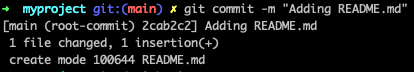 ➜  myproject git:(main) ✗ git commit -m "Adding README.md"
[main (root-commit) 2cab2c2] Adding README.md
 1 file changed, 1 insertion(+)
 create mode 100644 README.md